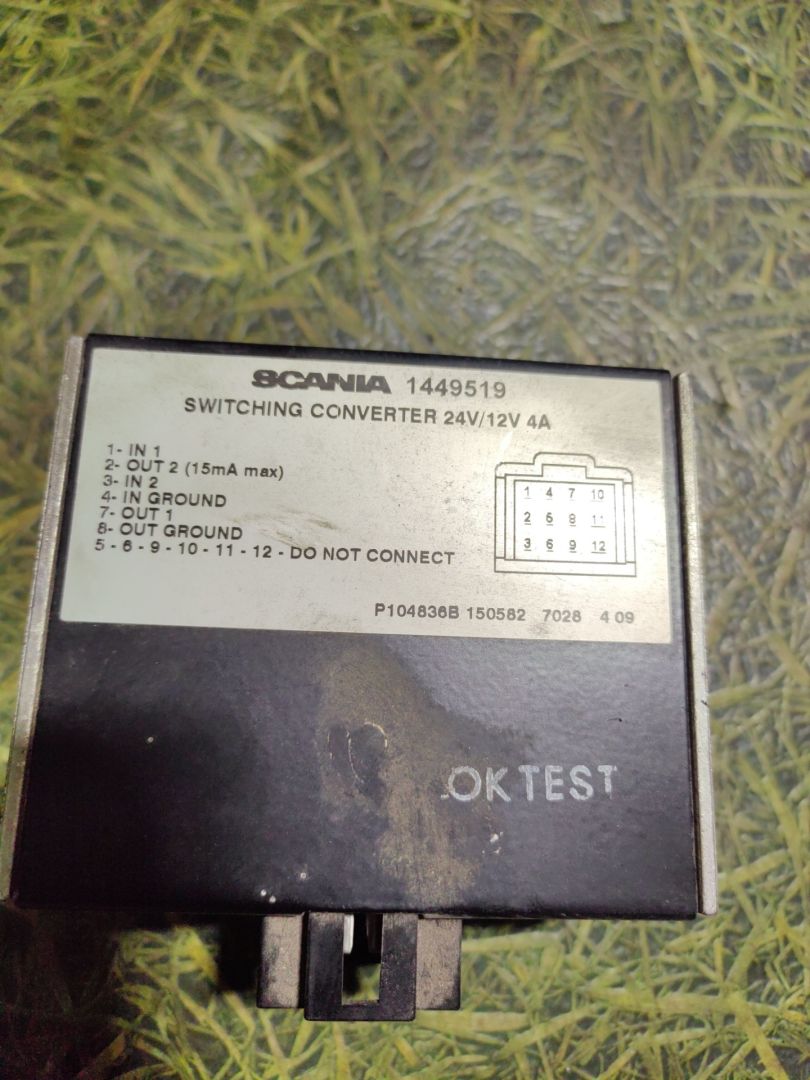 SCANIA 1449519
SWITCHING CONVERTER 24V/12V 4A
1- IN 1
2- OUT 2 (15mA max)
3- IN 2
4- IN GROUND
7- OUT 1
8- OUT GROUND
5 - 6 - 9 - 10 - 11 - 12 - DO NOT CONNECT
1 4 7 10
2 5 8 11
3 6 9 12
P104836B 150582 7028 4 09
OK TEST